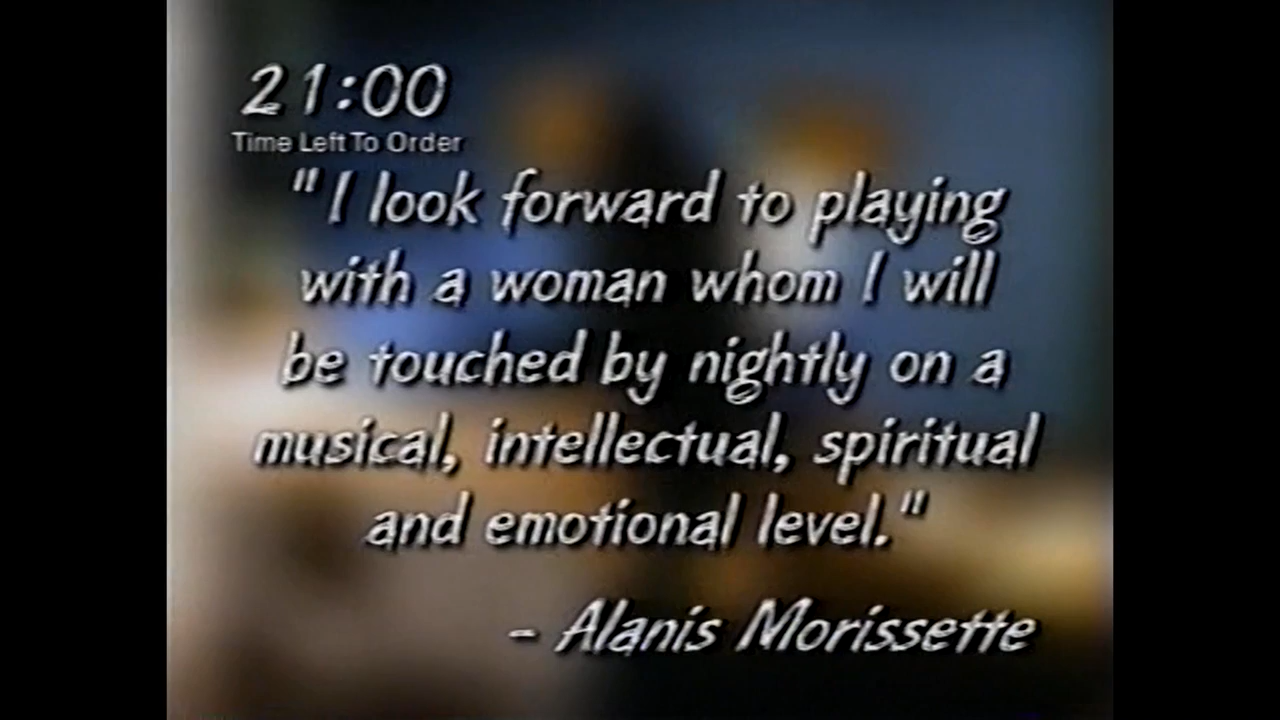 21:00
Time Left To Order
"I look forward to playing
with a woman whom I will
be touched by nightly on a
musical, intellectual, spiritual
and emotional level."
- Alanis Morissette